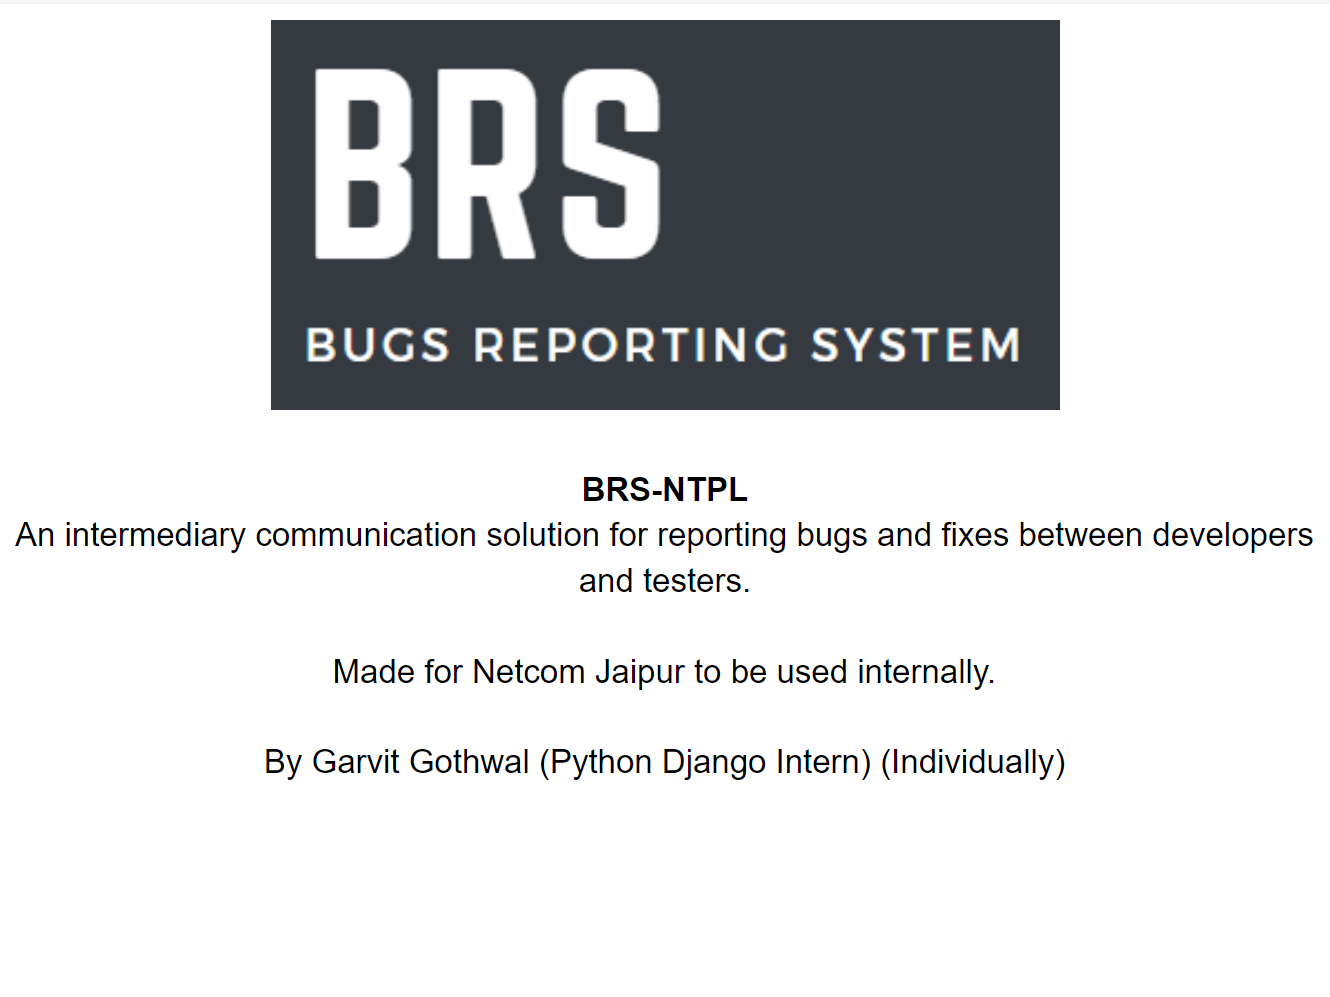 BRS
BUGS REPORTING SYSTEM
BRS-NTPL
An intermediary communication solution for reporting bugs and fixes between developers
and testers.
Made for Netcom Jaipur to be used internally.
By Garvit Gothwal (Python Django Intern) (Individually)